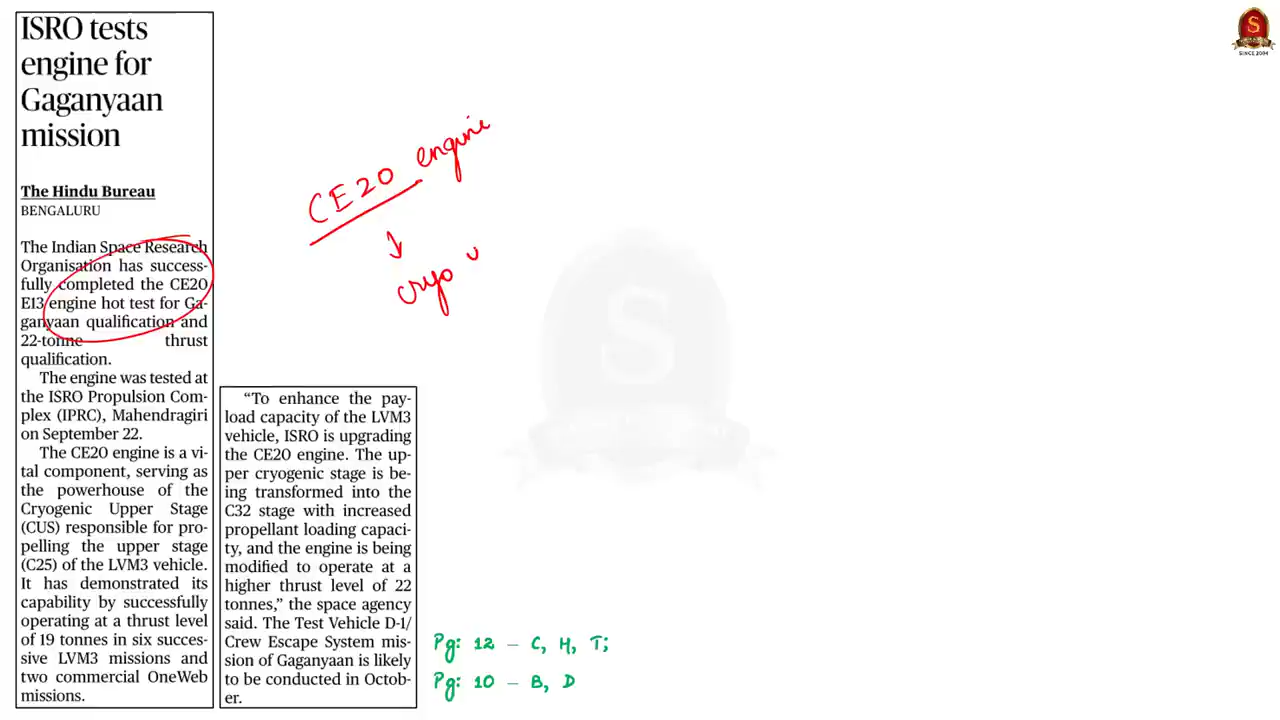 ISRO tests
engine for
Gaganyaan
mission
The Hindu Bureau
BENGALURU
The Indian Space Research
Organisation has success-
fully completed the CE20
E13 engine hot test for Ga-
ganyaan qualification and
22-tonne thrust
qualification.
The engine was tested at
the ISRO Propulsion Com-
plex (IPRC), Mahendragiri
on September 22.
The CE20 engine is a vi-
tal component, serving as
the powerhouse of the
Cryogenic Upper Stage
(CUS) responsible for pro-
pelling the upper stage
(C25) of the LVM3 vehicle.
It has demonstrated its
capability by successfully
operating at a thrust level
of 19 tonnes in six succes-
sive LVM3 missions and
two commercial OneWeb
missions.
"To enhance the pay-
load capacity of the LVM3
vehicle, ISRO is upgrading
the CE20 engine. The up-
per cryogenic stage is be-
ing transformed into the
C32 stage with increased
propellant loading capaci-
ty, and the engine is being
modified to operate at a
higher thrust level of 22
tonnes," the space agency
said. The Test Vehicle D-1/
Crew Escape System mis-
sion of Gaganyaan is likely
to be conducted in Octob-
er.
CE20 engine
cryo
Pg: 12 – C, H, T;
Pg: 10 – B, D
S
SINCE 2004